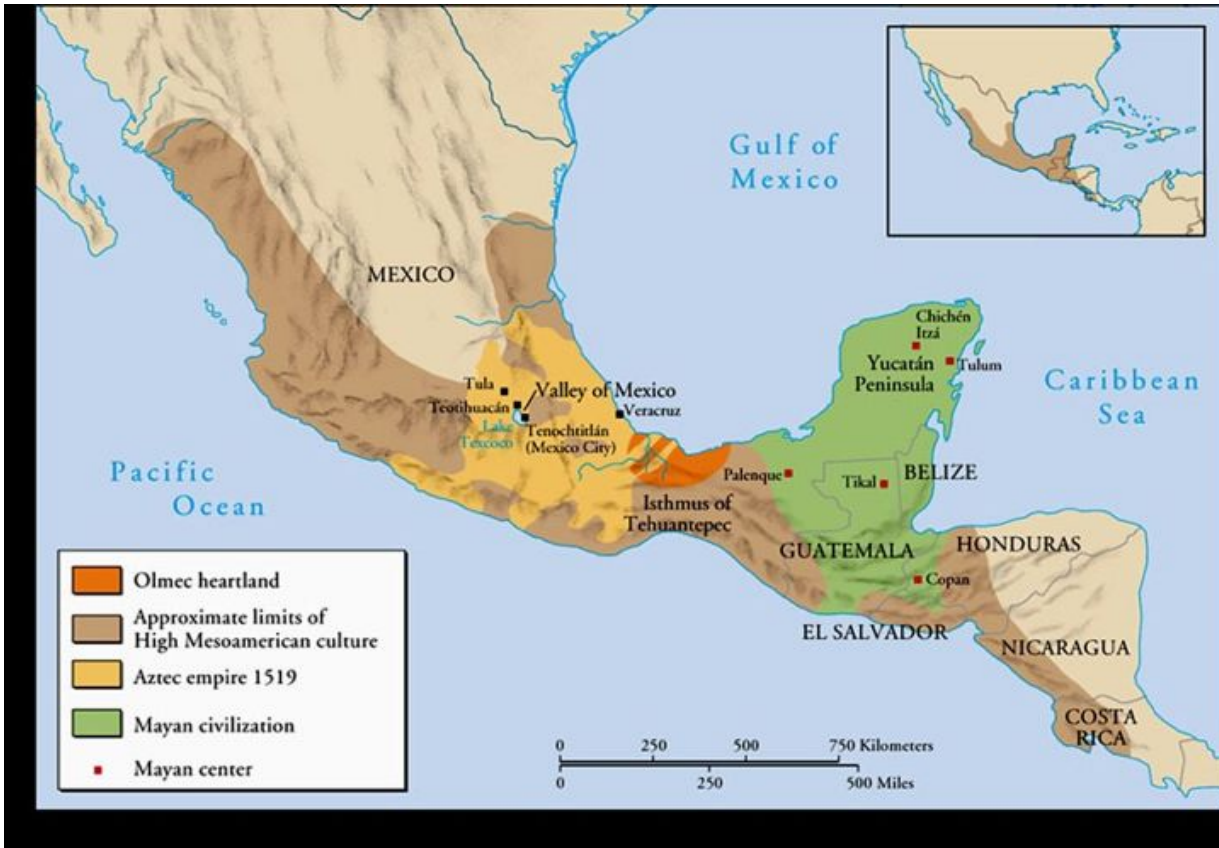 Gulf of
Mexico
MEXICO
Chichén
Itzá
Yucatán
Peninsula
Tulum
Caribbean
Sea
Tula
Valley of Mexico
Teotihuacán
Veracruz
Lake
Texcoco
Tenochtitlán
(Mexico City)
Pacific
Ocean
Palenque
Tikal
BELIZE
Isthmus of
Tehuantepec
GUATEMALA
HONDURAS
Copan
EL SALVADOR
NICARAGUA
COSTA
RICA
Olmec heartland
Approximate limits of
High Mesoamerican culture
Aztec empire 1519
Mayan civilization
Mayan center
0 250 500 750 Kilometers
0 250 500 Miles